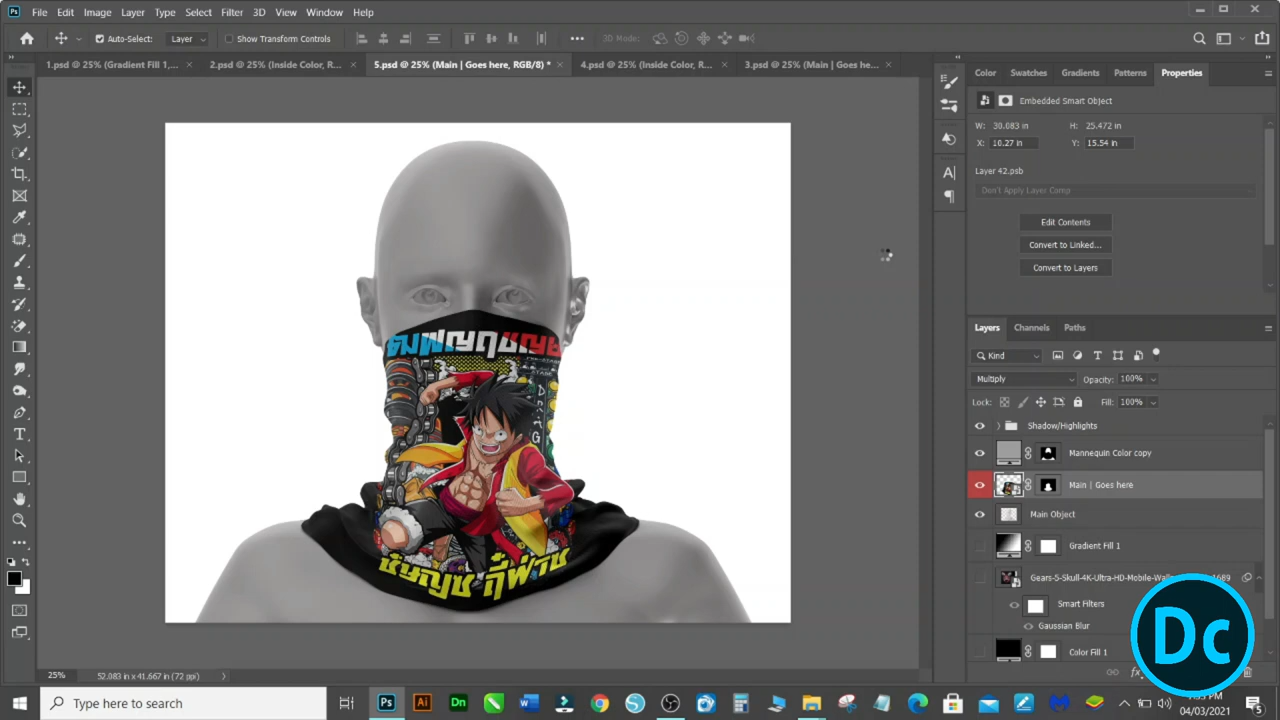 File Edit Image Layer Type Select Filter 3D View Window Help
Auto-Select: Layer Show Transform Controls 3D Mode:
1.psd @ 25% (Gradient Fill 1,... × 2.psd @ 25% (Inside Color, R... × 5.psd @ 25% (Main | Goes here, RGB/8) * × 4.psd @ 25% (Inside Color, R... × 3.psd @ 25% (Main | Goes he... ×
Color Swatches Gradients Patterns Properties
Embedded Smart Object
W: 30.083 in H: 25.472 in
X: 10.27 in Y: 15.54 in
Layer 42.psb
Don't Apply Layer Comp
Edit Contents
Convert to Linked...
Convert to Layers
Layers Channels Paths
Kind
Multiply Opacity: 100%
Lock: Fill: 100%
Shadow/Highlights
Mannequin Color copy
Main | Goes here
Main Object
Gradient Fill 1
Gears-5-Skull-4K-Ultra-HD-Mobile-Wall
1689
Smart Filters
Gaussian Blur
Color Fill 1
Dc
25% 52.083 in x 41.667 in (72 ppi)
Type here to search
Ps Ai Dn
04/03/2021
5